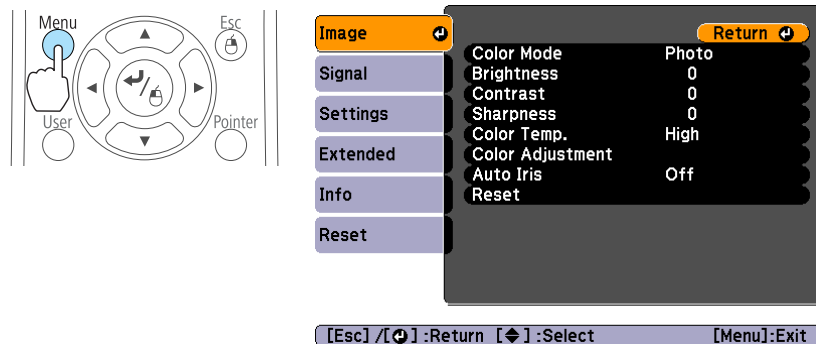 Menu
Esc
User
Pointer
Image
Signal
Settings
Extended
Info
Reset
Return
Color Mode Photo
Brightness 0
Contrast 0
Sharpness 0
Color Temp. High
Color Adjustment
Auto Iris Off
Reset
[Esc] /[⏎] :Return [◆] :Select [Menu]:Exit